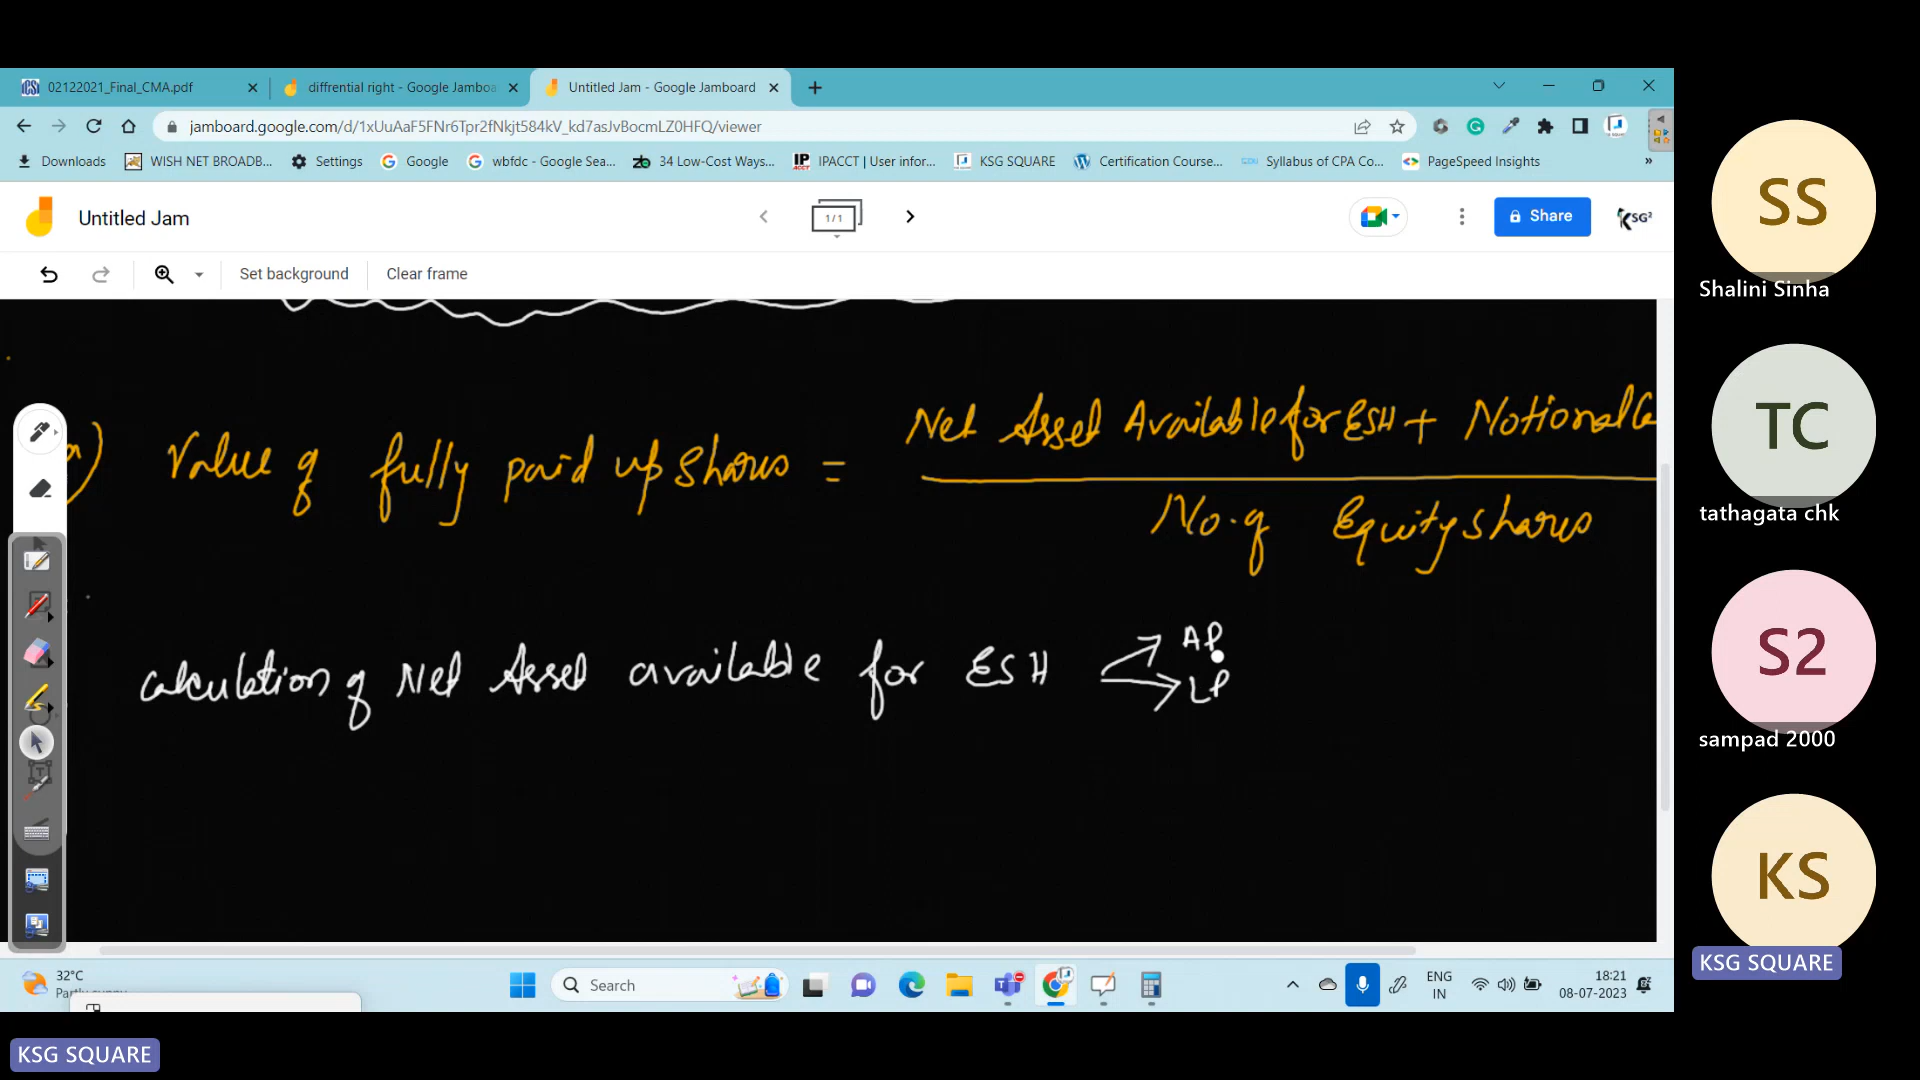 02122021_Final_CMA.pdf
diffrential right - Google Jamboa
Untitled Jam - Google Jamboard
jamboard.google.com/d/1xUuAaF5FNr6Tpr2fNkjt584kV_kd7asJvBocmLZ0HFQ/viewer
Downloads WISH NET BROADB... Settings Google wbfdc - Google Sea... 34 Low-Cost Ways... IPACCT | User infor... KSG SQUARE Certification Course... Syllabus of CPA Co... PageSpeed Insights »
Untitled Jam
1/1
Share
KSG²
Set background Clear frame
a) Value of fully paid up shares = Net Asset Available for ESH + Notional Ca
No. of Equity shares
calculation of Net Asset available for ESH
AP
LP
SS
Shalini Sinha
TC
tathagata chk
S2
sampad 2000
KS
KSG SQUARE
32°C
Partly sunny
Search
ENG
IN
18:21
08-07-2023
KSG SQUARE